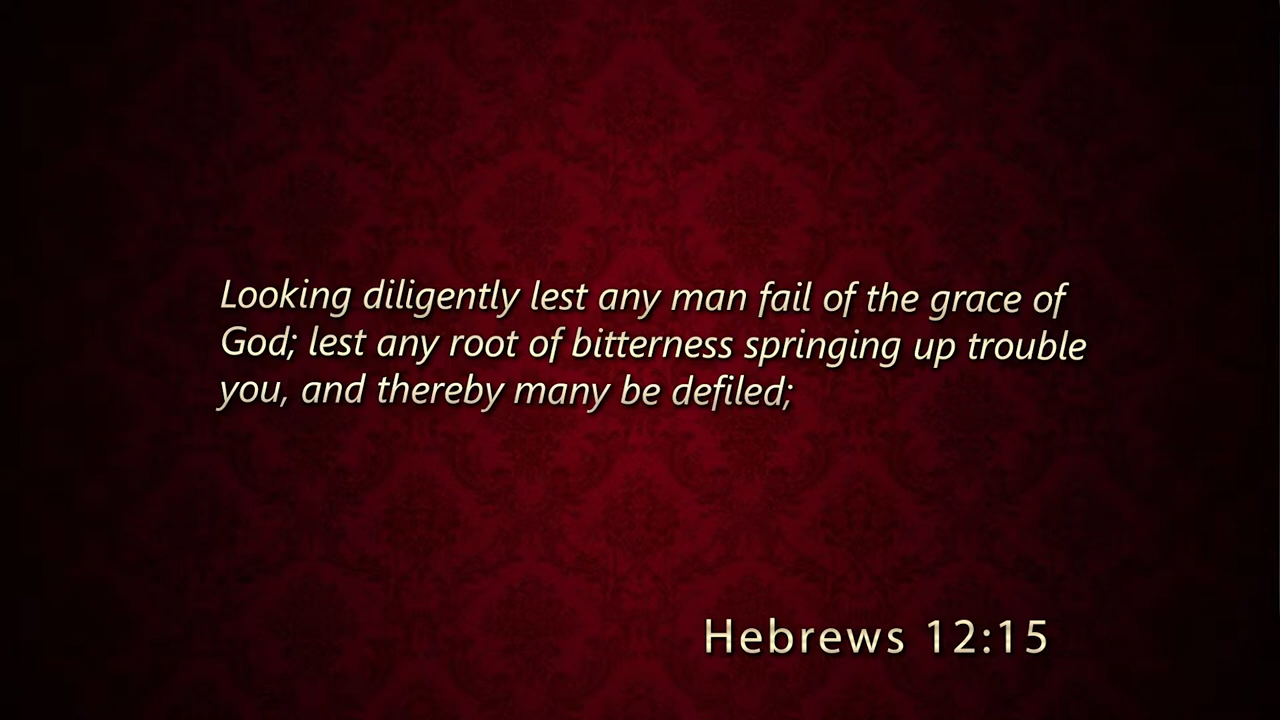 Looking diligently lest any man fail of the grace of
God; lest any root of bitterness springing up trouble
you, and thereby many be defiled;
Hebrews 12:15